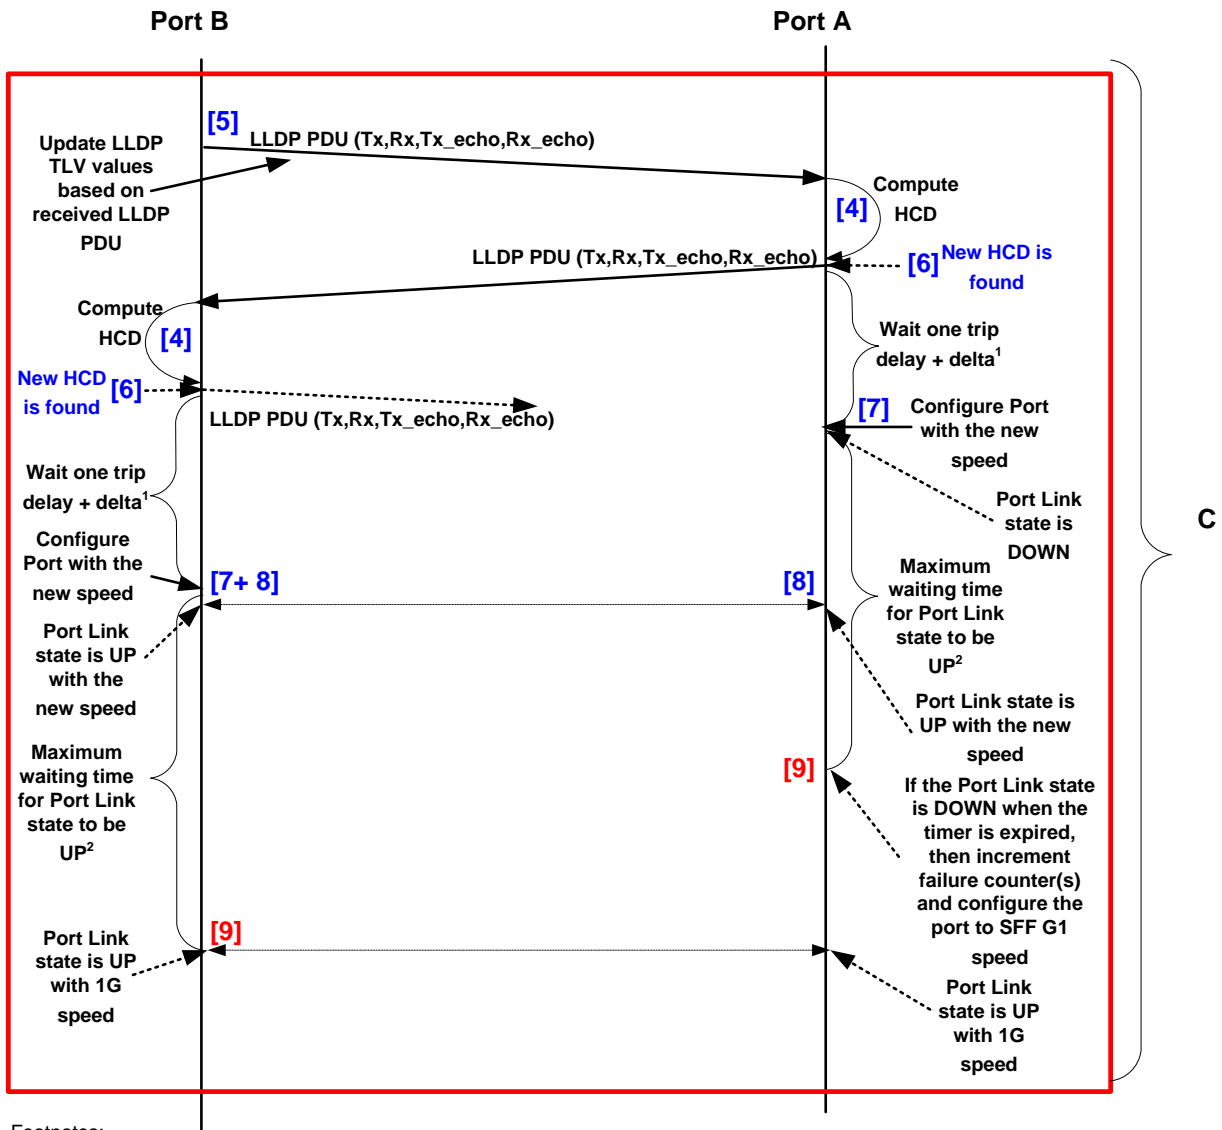 Port B
Port A
[5]
LLDP PDU (Tx,Rx,Tx_echo,Rx_echo)
Update LLDP
TLV values
based on
received LLDP
PDU
Compute
HCD
[4]
LLDP PDU (Tx,Rx,Tx_echo,Rx_echo)
[6]
New HCD is
found
Compute
HCD
[4]
Wait one trip
delay + delta1
New HCD
is found
[6]
LLDP PDU (Tx,Rx,Tx_echo,Rx_echo)
[7]
Configure Port
with the new
speed
Wait one trip
delay + delta1
Port Link
state is
DOWN
C
Configure
Port with the
new speed
[7+ 8]
[8]
Maximum
waiting time
for Port Link
state to be
UP2
Port Link
state is UP
with the
new speed
Port Link state is
UP with the new
speed
Maximum
waiting time
for Port Link
state to be
UP2
[9]
If the Port Link state
is DOWN when the
timer is expired,
then increment
failure counter(s)
and configure the
port to SFF G1
speed
[9]
Port Link
state is UP
with 1G
speed
Port Link
state is UP
with 1G
speed
Footnotes: